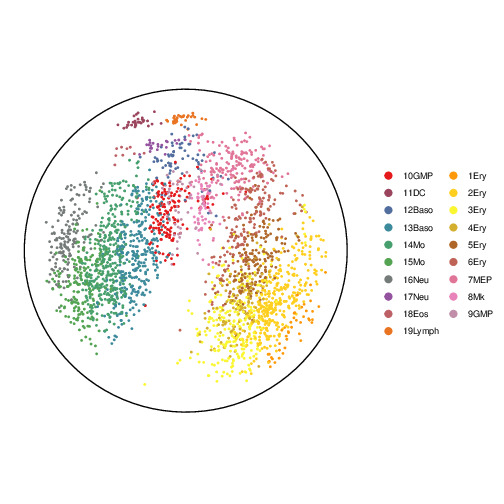 10GMP 1Ery
11DC 2Ery
12Baso 3Ery
13Baso 4Ery
14Mo 5Ery
15Mo 6Ery
16Neu 7MEP
17Neu 8Mk
18Eos 9GMP
19Lymph